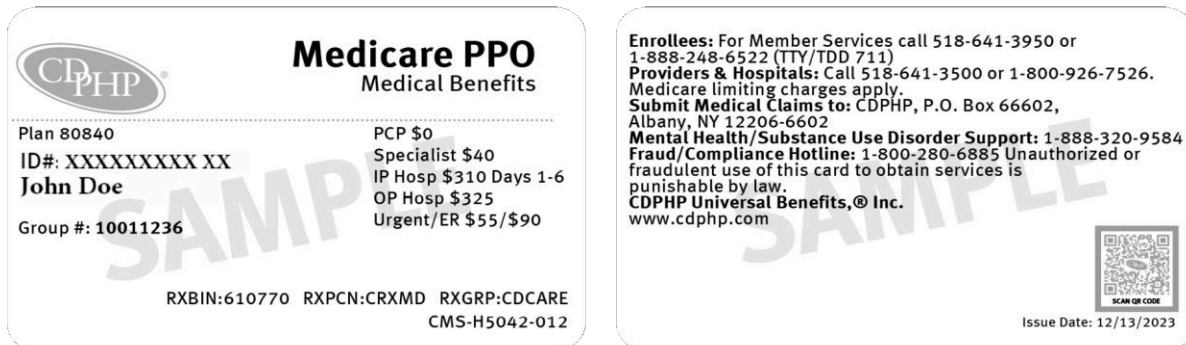 CDPHP®
Medicare PPO
Medical Benefits
Plan 80840
ID#: XXXXXXXXX XX
John Doe
Group #: 10011236
PCP $0
Specialist $40
IP Hosp $310 Days 1-6
OP Hosp $325
Urgent/ER $55/$90
SAMPLE
RXBIN:610770 RXPCN:CRXMD RXGRP:CDCARE
CMS-H5042-012
Enrollees: For Member Services call 518-641-3950 or
1-888-248-6522 (TTY/TDD 711)
Providers & Hospitals: Call 518-641-3500 or 1-800-926-7526.
Medicare limiting charges apply.
Submit Medical Claims to: CDPHP, P.O. Box 66602,
Albany, NY 12206-6602
Mental Health/Substance Use Disorder Support: 1-888-320-9584
Fraud/Compliance Hotline: 1-800-280-6885 Unauthorized or
fraudulent use of this card to obtain services is
punishable by law.
CDPHP Universal Benefits,® Inc.
www.cdphp.com
SAMPLE
SCAN QR CODE
Issue Date: 12/13/2023